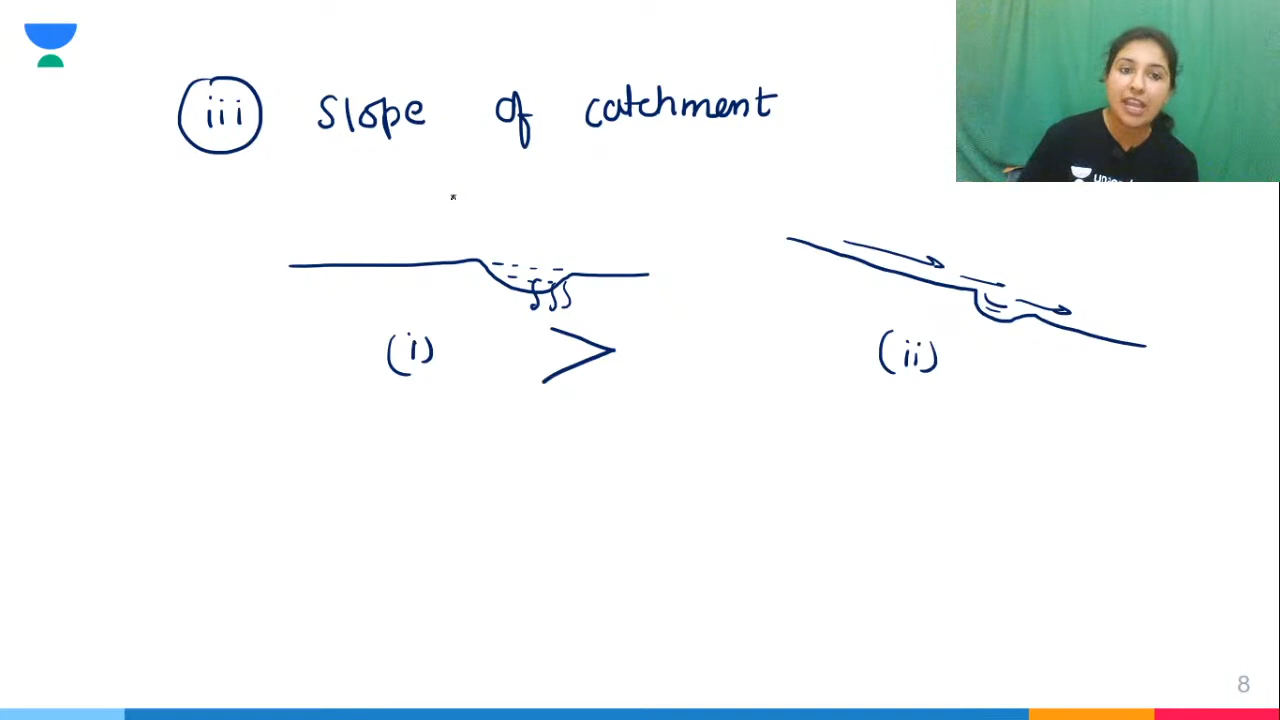 iii slope of catchment
(i) > (ii)
8